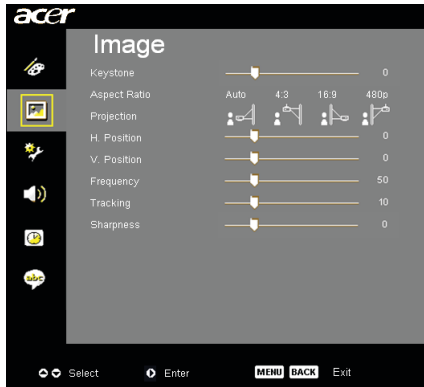 acer
Image
Keystone 0
Aspect Ratio Auto 4:3 16:9 480p
Projection
H. Position 0
V. Position 0
Frequency 50
Tracking 10
Sharpness 0
abc
Select Enter MENU BACK Exit